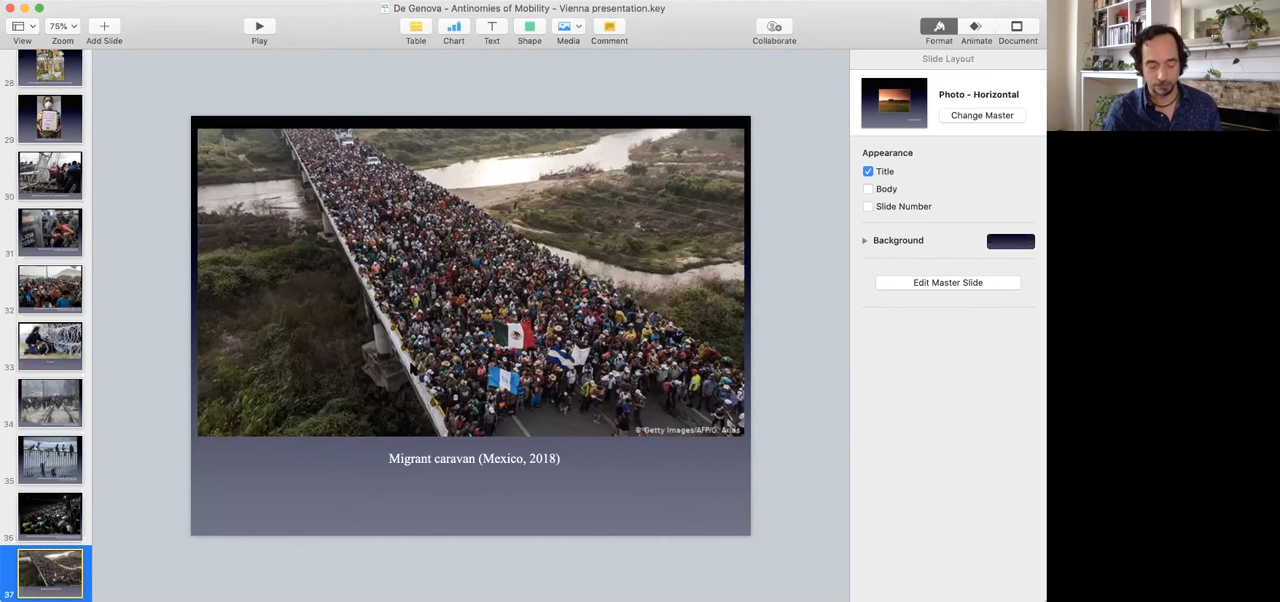 De Genova - Antinomies of Mobility - Vienna presentation.key
75%
View
Zoom
Add Slide
Play
Table
Chart
Text
Shape
Media
Comment
Collaborate
Format
Animate
Document
28
29
30
31
32
33
34
35
36
37
© Getty Images/AFP/G. Arias
Migrant caravan (Mexico, 2018)
Slide Layout
Photo - Horizontal
Change Master
Appearance
Title
Body
Slide Number
Background
Edit Master Slide